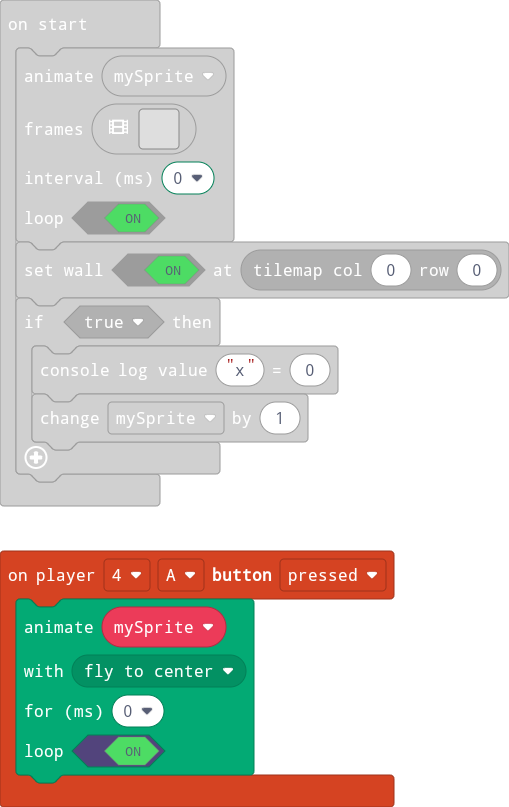 on start
animate mySprite
frames
interval (ms) 0
loop ON
set wall ON at tilemap col 0 row 0
if true then
console log value "x" = 0
change mySprite by 1
on player 4 A button pressed
animate mySprite
with fly to center
for (ms) 0
loop ON